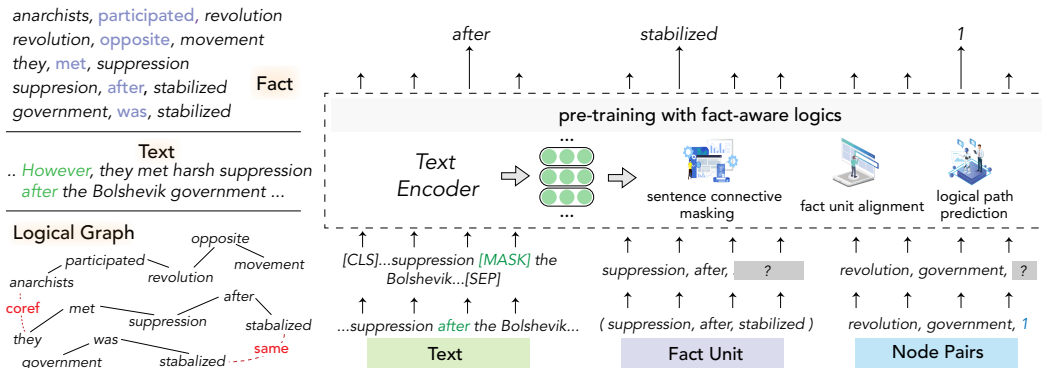 anarchists, participated, revolution
revolution, opposite, movement
they, met, suppression
suppresion, after, stabilized
government, was, stabilized
Fact
Text
.. However, they met harsh suppression
after the Bolshevik government ...
Logical Graph
opposite
participated
revolution
movement
anarchists
coref
met
after
suppression
stabalized
they
was
same
government
stabalized
after
stabilized
1
pre-training with fact-aware logics
Text
Encoder
...
...
sentence connective
masking
fact unit alignment
logical path
prediction
[CLS]...suppression [MASK] the
Bolshevik...[SEP]
suppression, after, ?
revolution, government, ?
...suppression after the Bolshevik...
( suppression, after, stabilized )
revolution, government, 1
Text
Fact Unit
Node Pairs